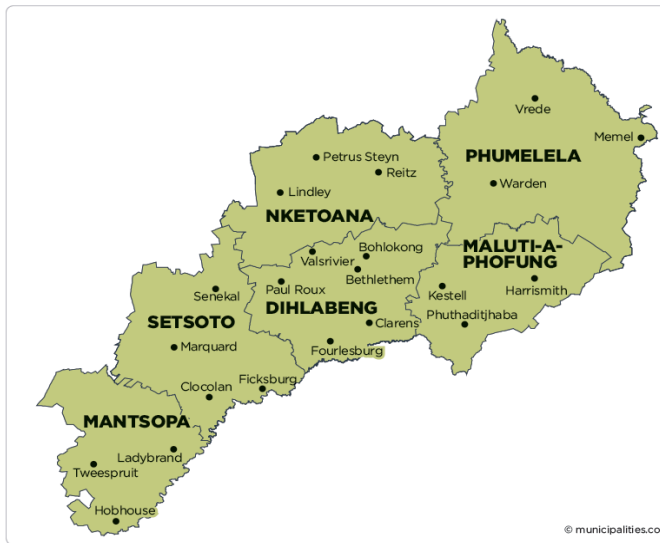 Vrede
Memel
PHUMELELA
Warden
Petrus Steyn
Reitz
Lindley
NKETOANA
MALUTI-A-
PHOFUNG
Harrismith
Kestell
Phuthaditjhaba
Bohlokong
Valsrivier
Bethlethem
Paul Roux
DIHLABENG
Clarens
Fourlesburg
Senekal
SETSOTO
Marquard
Ficksburg
Clocolan
MANTSOPA
Ladybrand
Tweespruit
Hobhouse
© municipalities.co